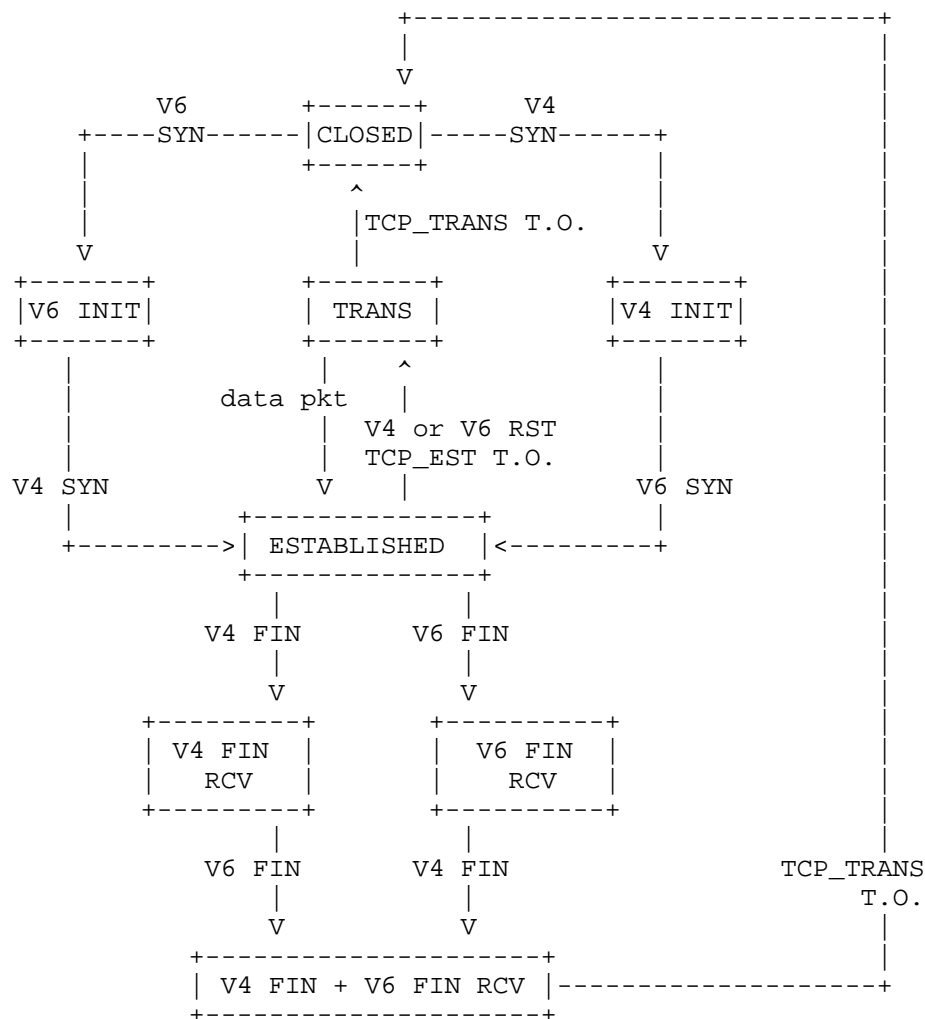 V6 V4
SYN CLOSED SYN
TCP_TRANS T.O.
V V
V6 INIT TRANS V4 INIT
data pkt
V4 or V6 RST
TCP_EST T.O.
V4 SYN V V6 SYN
ESTABLISHED
V4 FIN V6 FIN
V V
V4 FIN V6 FIN
RCV RCV
V6 FIN V4 FIN TCP_TRANS
T.O.
V V
V4 FIN + V6 FIN RCV